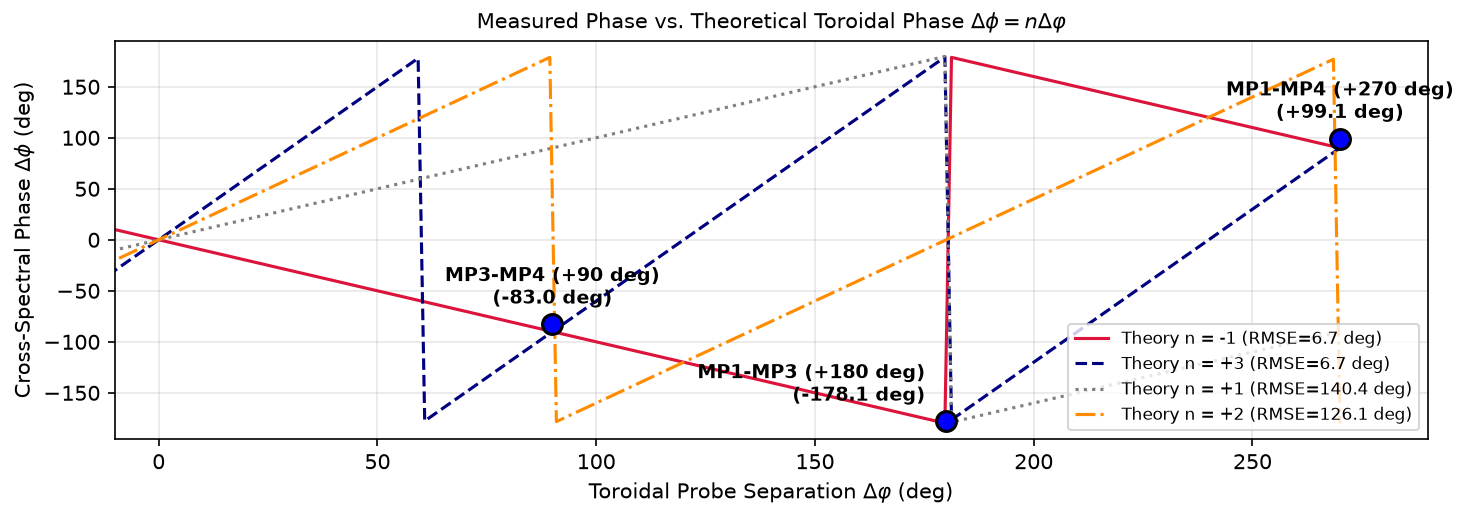 Measured Phase vs. Theoretical Toroidal Phase Δϕ = nΔφ
Cross-Spectral Phase Δϕ (deg)
150
100
50
0
−50
−100
−150
MP1-MP4 (+270 deg)
(+99.1 deg)
MP3-MP4 (+90 deg)
(-83.0 deg)
MP1-MP3 (+180 deg)
(-178.1 deg)
Theory n = -1 (RMSE=6.7 deg)
Theory n = +3 (RMSE=6.7 deg)
Theory n = +1 (RMSE=140.4 deg)
Theory n = +2 (RMSE=126.1 deg)
0 50 100 150 200 250
Toroidal Probe Separation Δφ (deg)